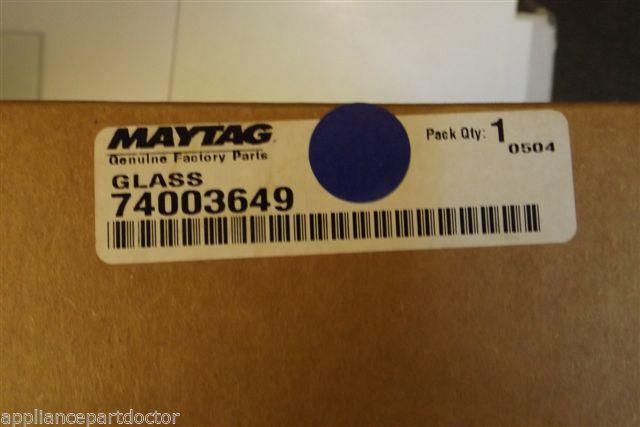 MAYTAG
Genuine Factory Parts
Pack Qty: 1
0504
GLASS
74003649
appliancepartdoctor